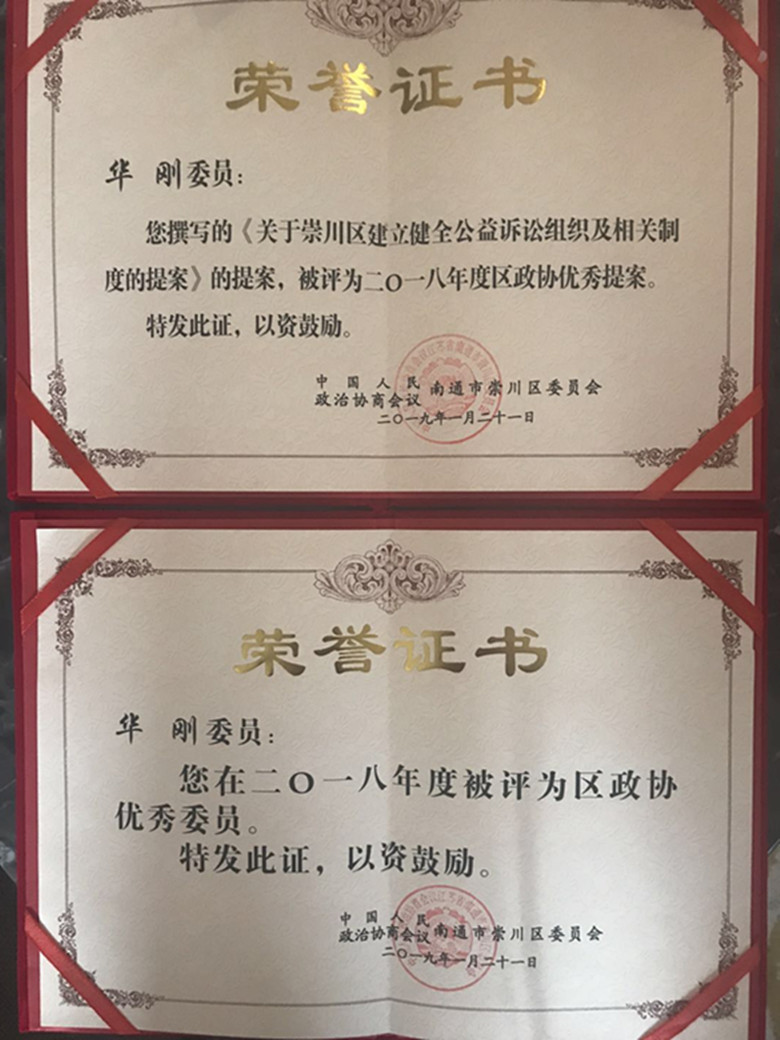 荣誉证书
华 刚委员：
您撰写的《关于崇川区建立健全公益诉讼组织及相关制
度的提案》的提案，被评为二〇一八年度区政协优秀提案。
特发此证，以资鼓励。
中国人民
政治协商会议 南通市崇川区委员会
二〇一九年一月二十一日
荣誉证书
华 刚委员：
您在二〇一八年度被评为区政协
优秀委员。
特发此证，以资鼓励。
中国人民
政治协商会议 南通市崇川区委员会
二〇一九年一月二十一日